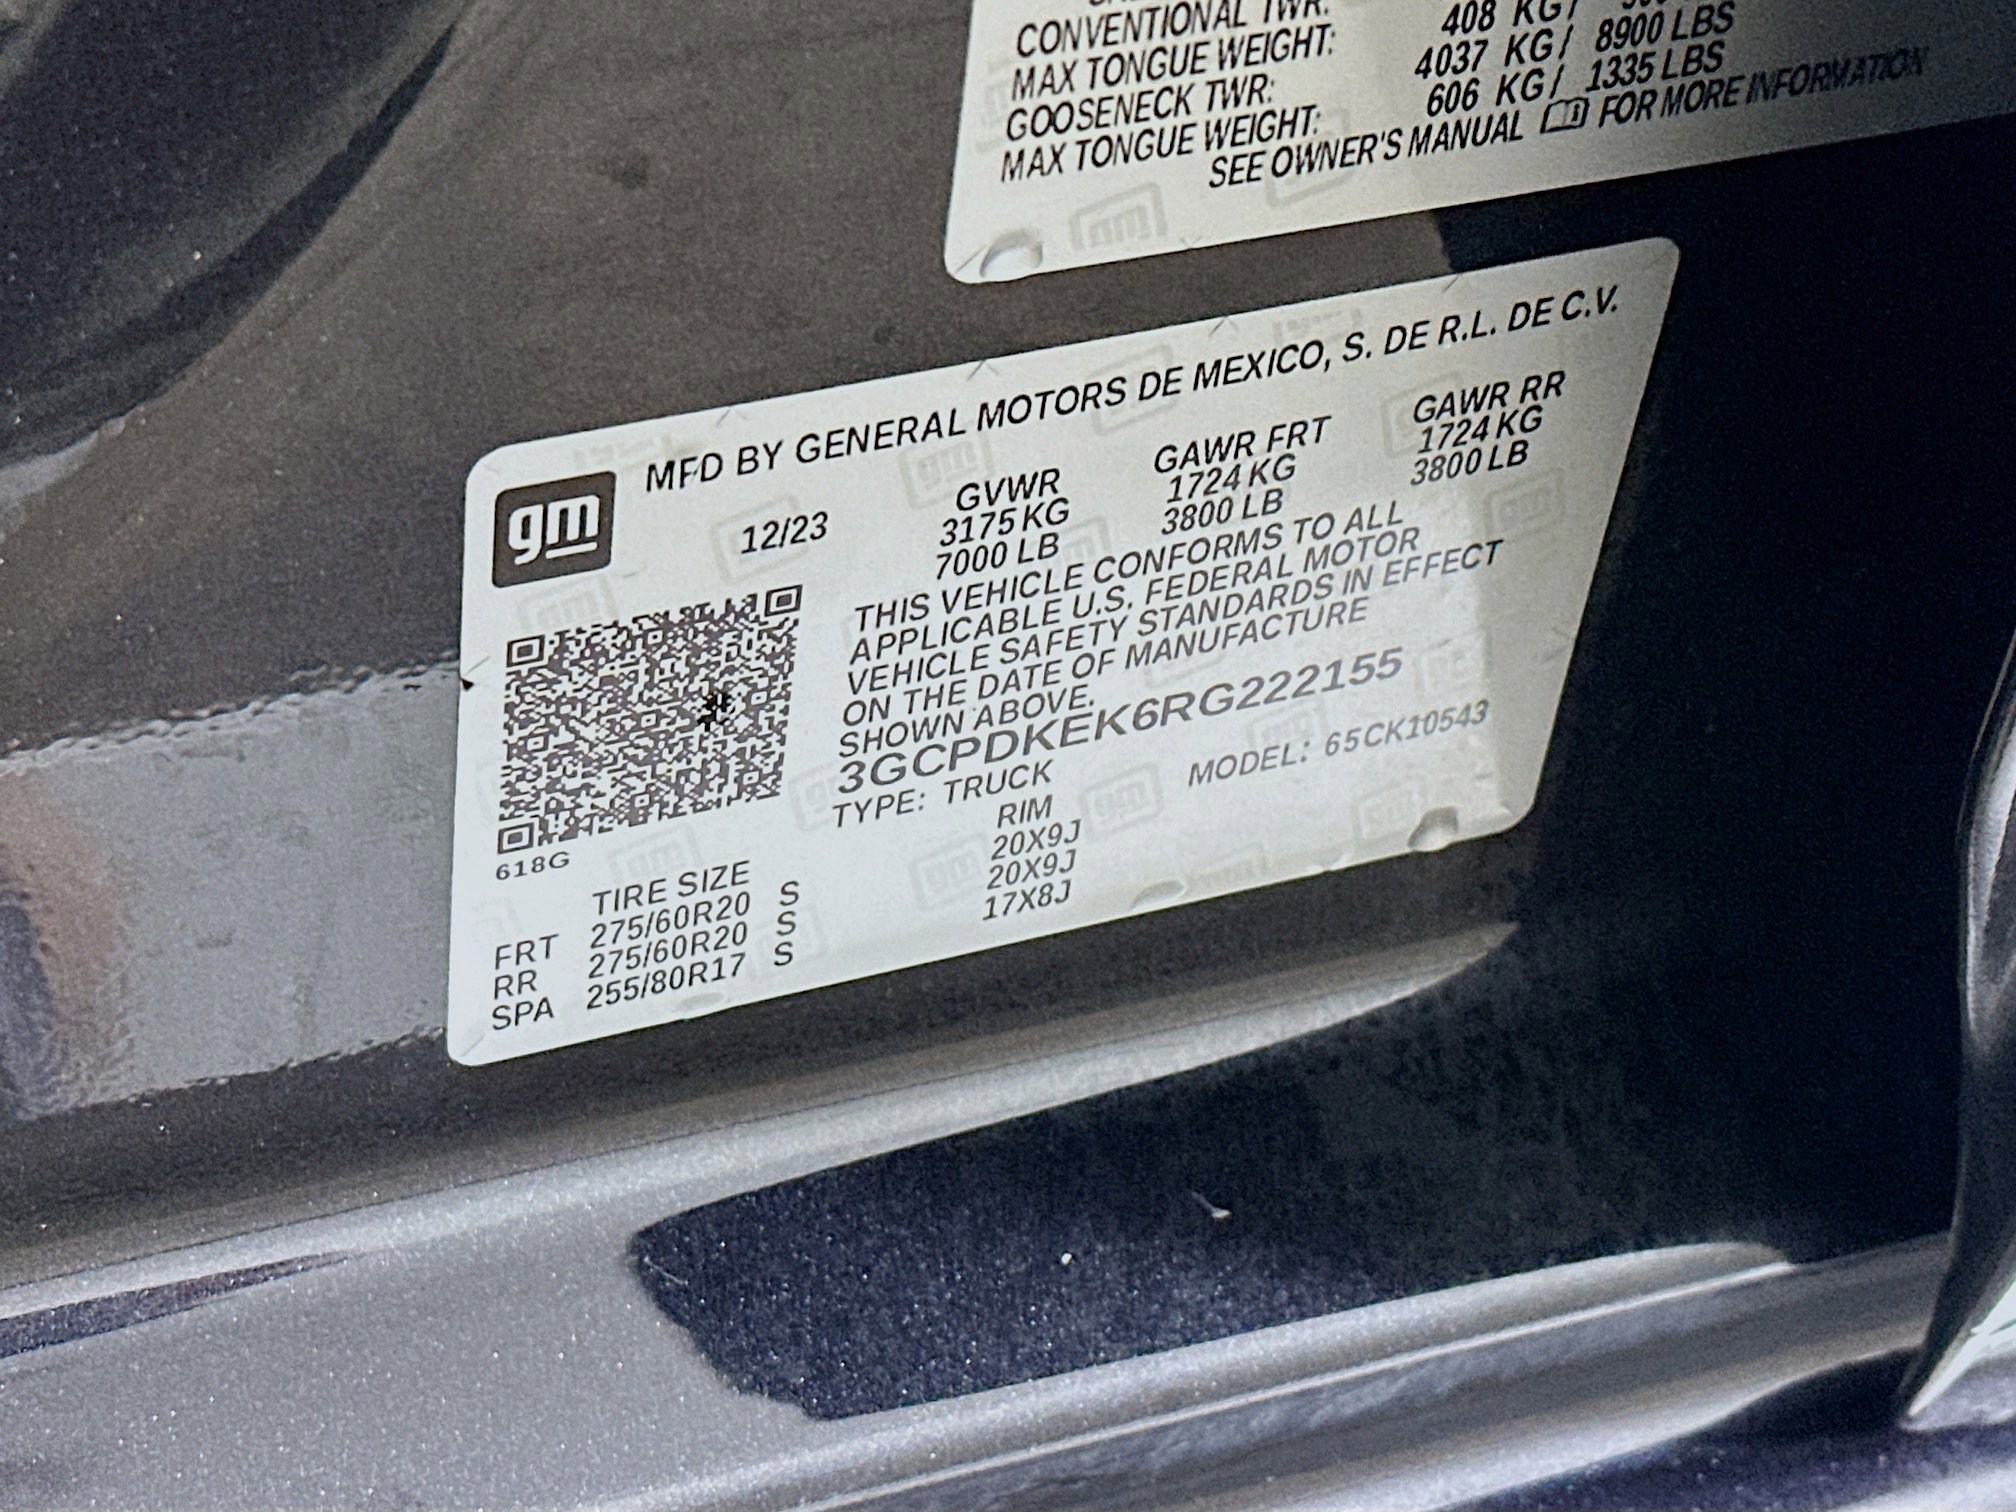 CONVENTIONAL TWR:
MAX TONGUE WEIGHT: 408 KG/
GOOSENECK TWR: 4037 KG/ 8900 LBS
MAX TONGUE WEIGHT: 606 KG/ 1335 LBS
SEE OWNER'S MANUAL FOR MORE INFORMATION
gm
MFD BY GENERAL MOTORS DE MEXICO, S. DE R.L. DE C.V.
12/23 GVWR GAWR FRT GAWR RR
3175 KG 1724 KG 1724 KG
7000 LB 3800 LB 3800 LB
THIS VEHICLE CONFORMS TO ALL
APPLICABLE U.S. FEDERAL MOTOR
VEHICLE SAFETY STANDARDS IN EFFECT
ON THE DATE OF MANUFACTURE
SHOWN ABOVE.
3GCPDKEK6RG222155
TYPE: TRUCK MODEL: 65CK10543
618G
TIRE SIZE RIM
FRT 275/60R20 S 20X9J
RR 275/60R20 S 20X9J
SPA 255/80R17 S 17X8J